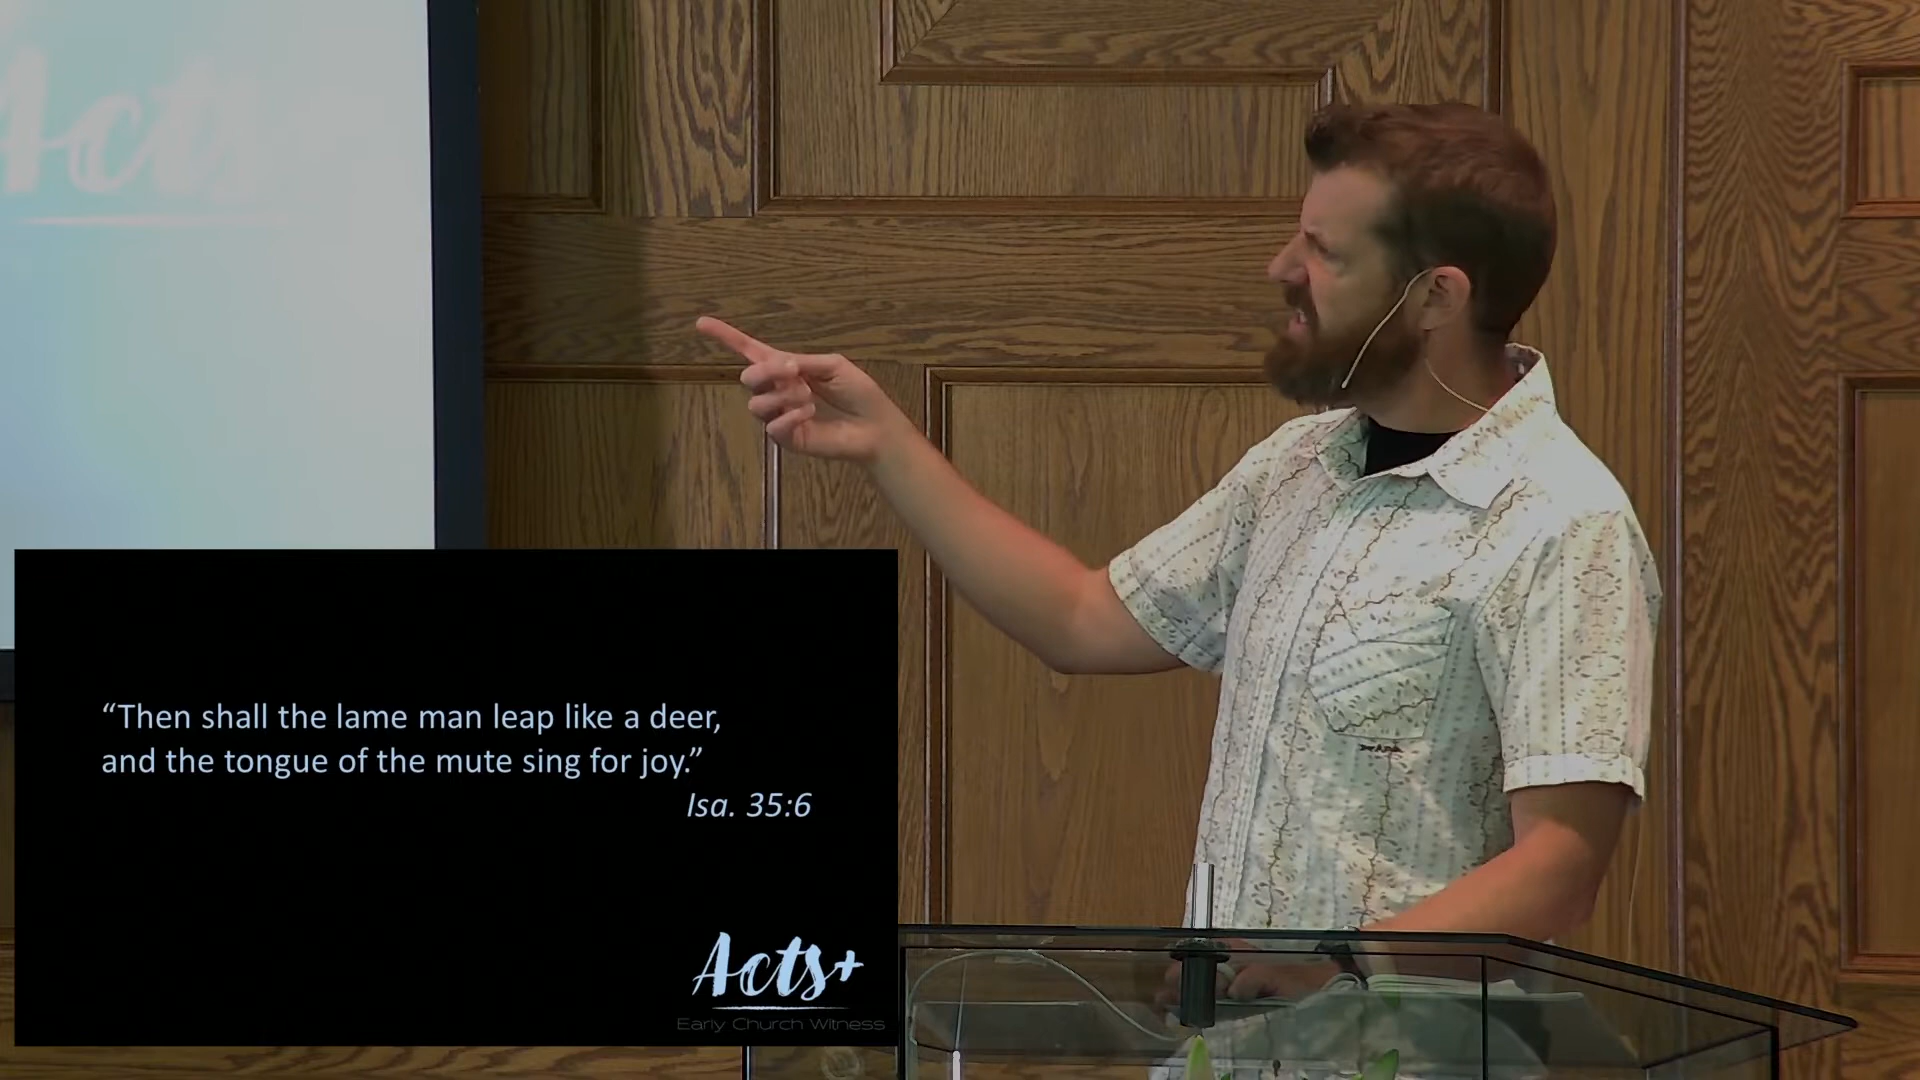 Acts
“Then shall the lame man leap like a deer,
and the tongue of the mute sing for joy.”
Isa. 35:6
Acts+
Early Church Witness